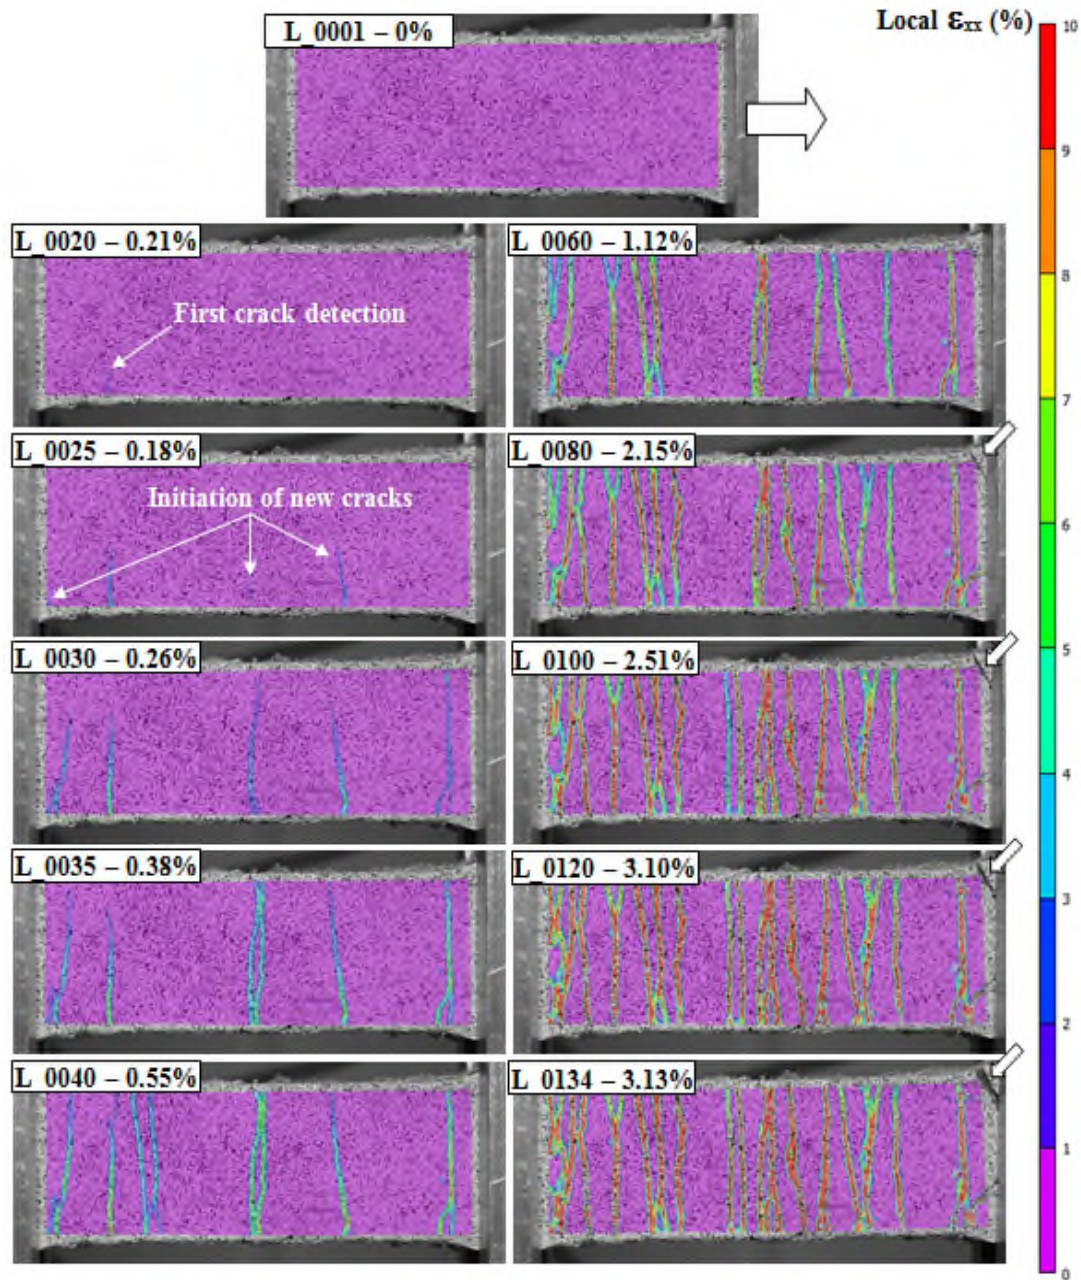 L_0001 – 0%
Local εxx (%)
L_0020 – 0.21%
First crack detection
L_0025 – 0.18%
Initiation of new cracks
L_0030 – 0.26%
L_0035 – 0.38%
L_0040 – 0.55%
L_0060 – 1.12%
L_0080 – 2.15%
L_0100 – 2.51%
L_0120 – 3.10%
L_0134 – 3.13%
10
9
8
7
6
5
4
3
2
1
0